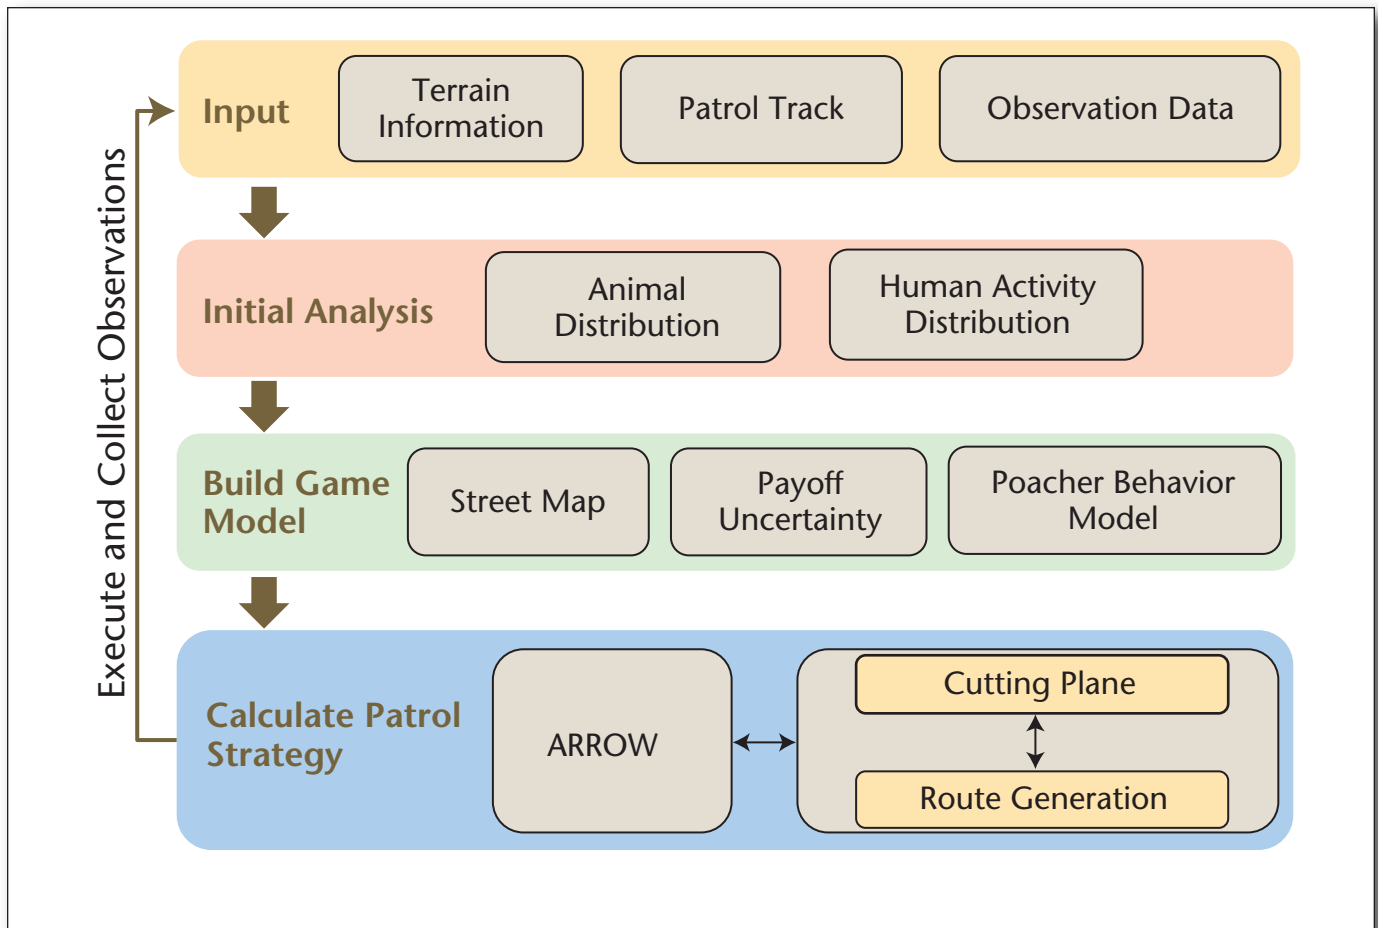 Execute and Collect Observations
Input
Terrain
Information
Patrol Track
Observation Data
Initial Analysis
Animal
Distribution
Human Activity
Distribution
Build Game
Model
Street Map
Payoff
Uncertainty
Poacher Behavior
Model
Calculate Patrol
Strategy
ARROW
Cutting Plane
Route Generation